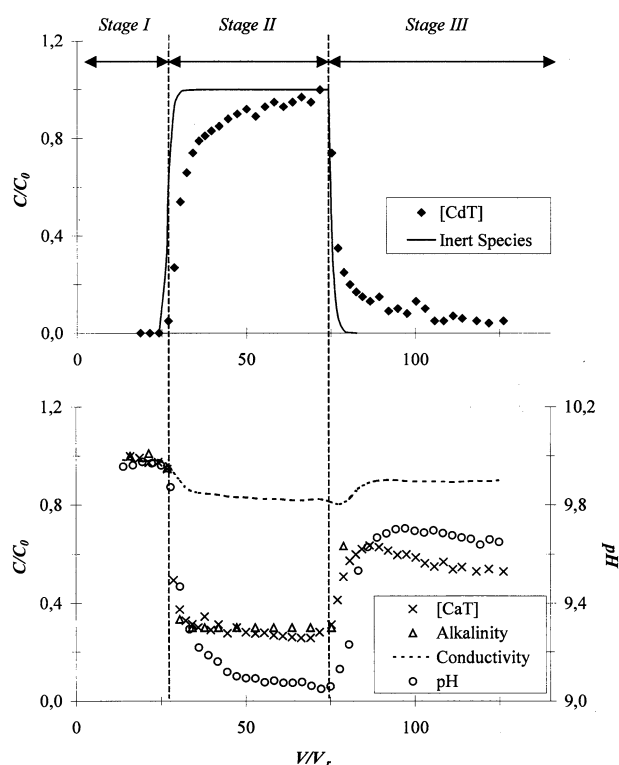 Stage I Stage II Stage III
1,2
0,8
C/C0
0,4
0,0
[CdT]
Inert Species
0 50 100
1,2 10,2
0,8 9,8
C/C0 pH
0,4 9,3
0,0 9,0
[CaT]
Alkalinity
Conductivity
pH
0 50 100
V/Vr